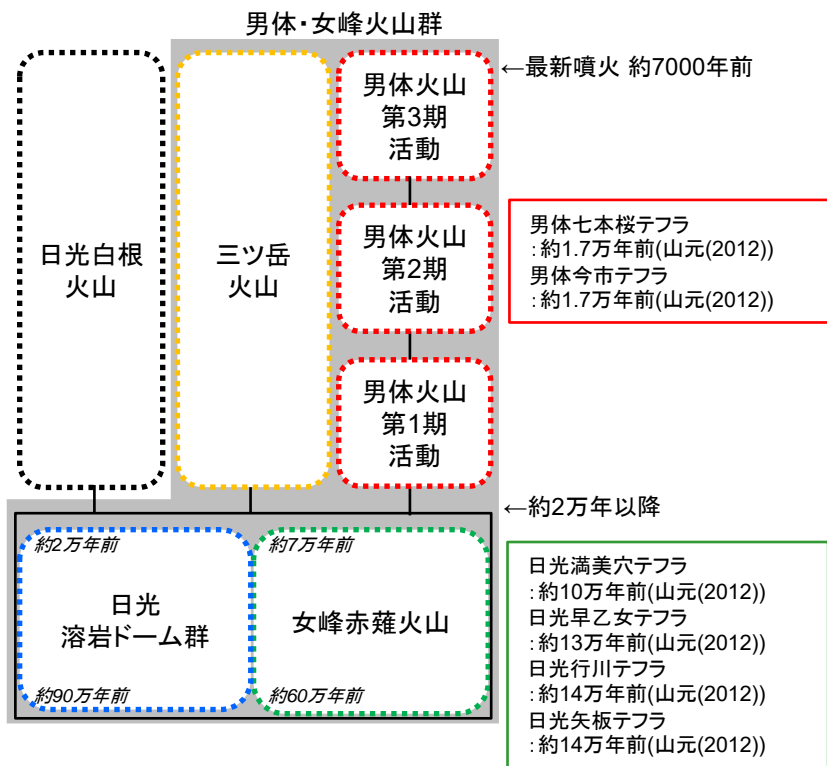 男体・女峰火山群
←最新噴火 約7000年前
男体火山
第3期
活動
日光白根
火山
三ツ岳
火山
男体火山
第2期
活動
男体七本桜テフラ
:約1.7万年前(山元(2012))
男体今市テフラ
:約1.7万年前(山元(2012))
男体火山
第1期
活動
←約2万年以降
約2万年前
日光
溶岩ドーム群
約90万年前
約7万年前
女峰赤薙火山
約60万年前
日光満美穴テフラ
:約10万年前(山元(2012))
日光早乙女テフラ
:約13万年前(山元(2012))
日光行川テフラ
:約14万年前(山元(2012))
日光矢板テフラ
:約14万年前(山元(2012))